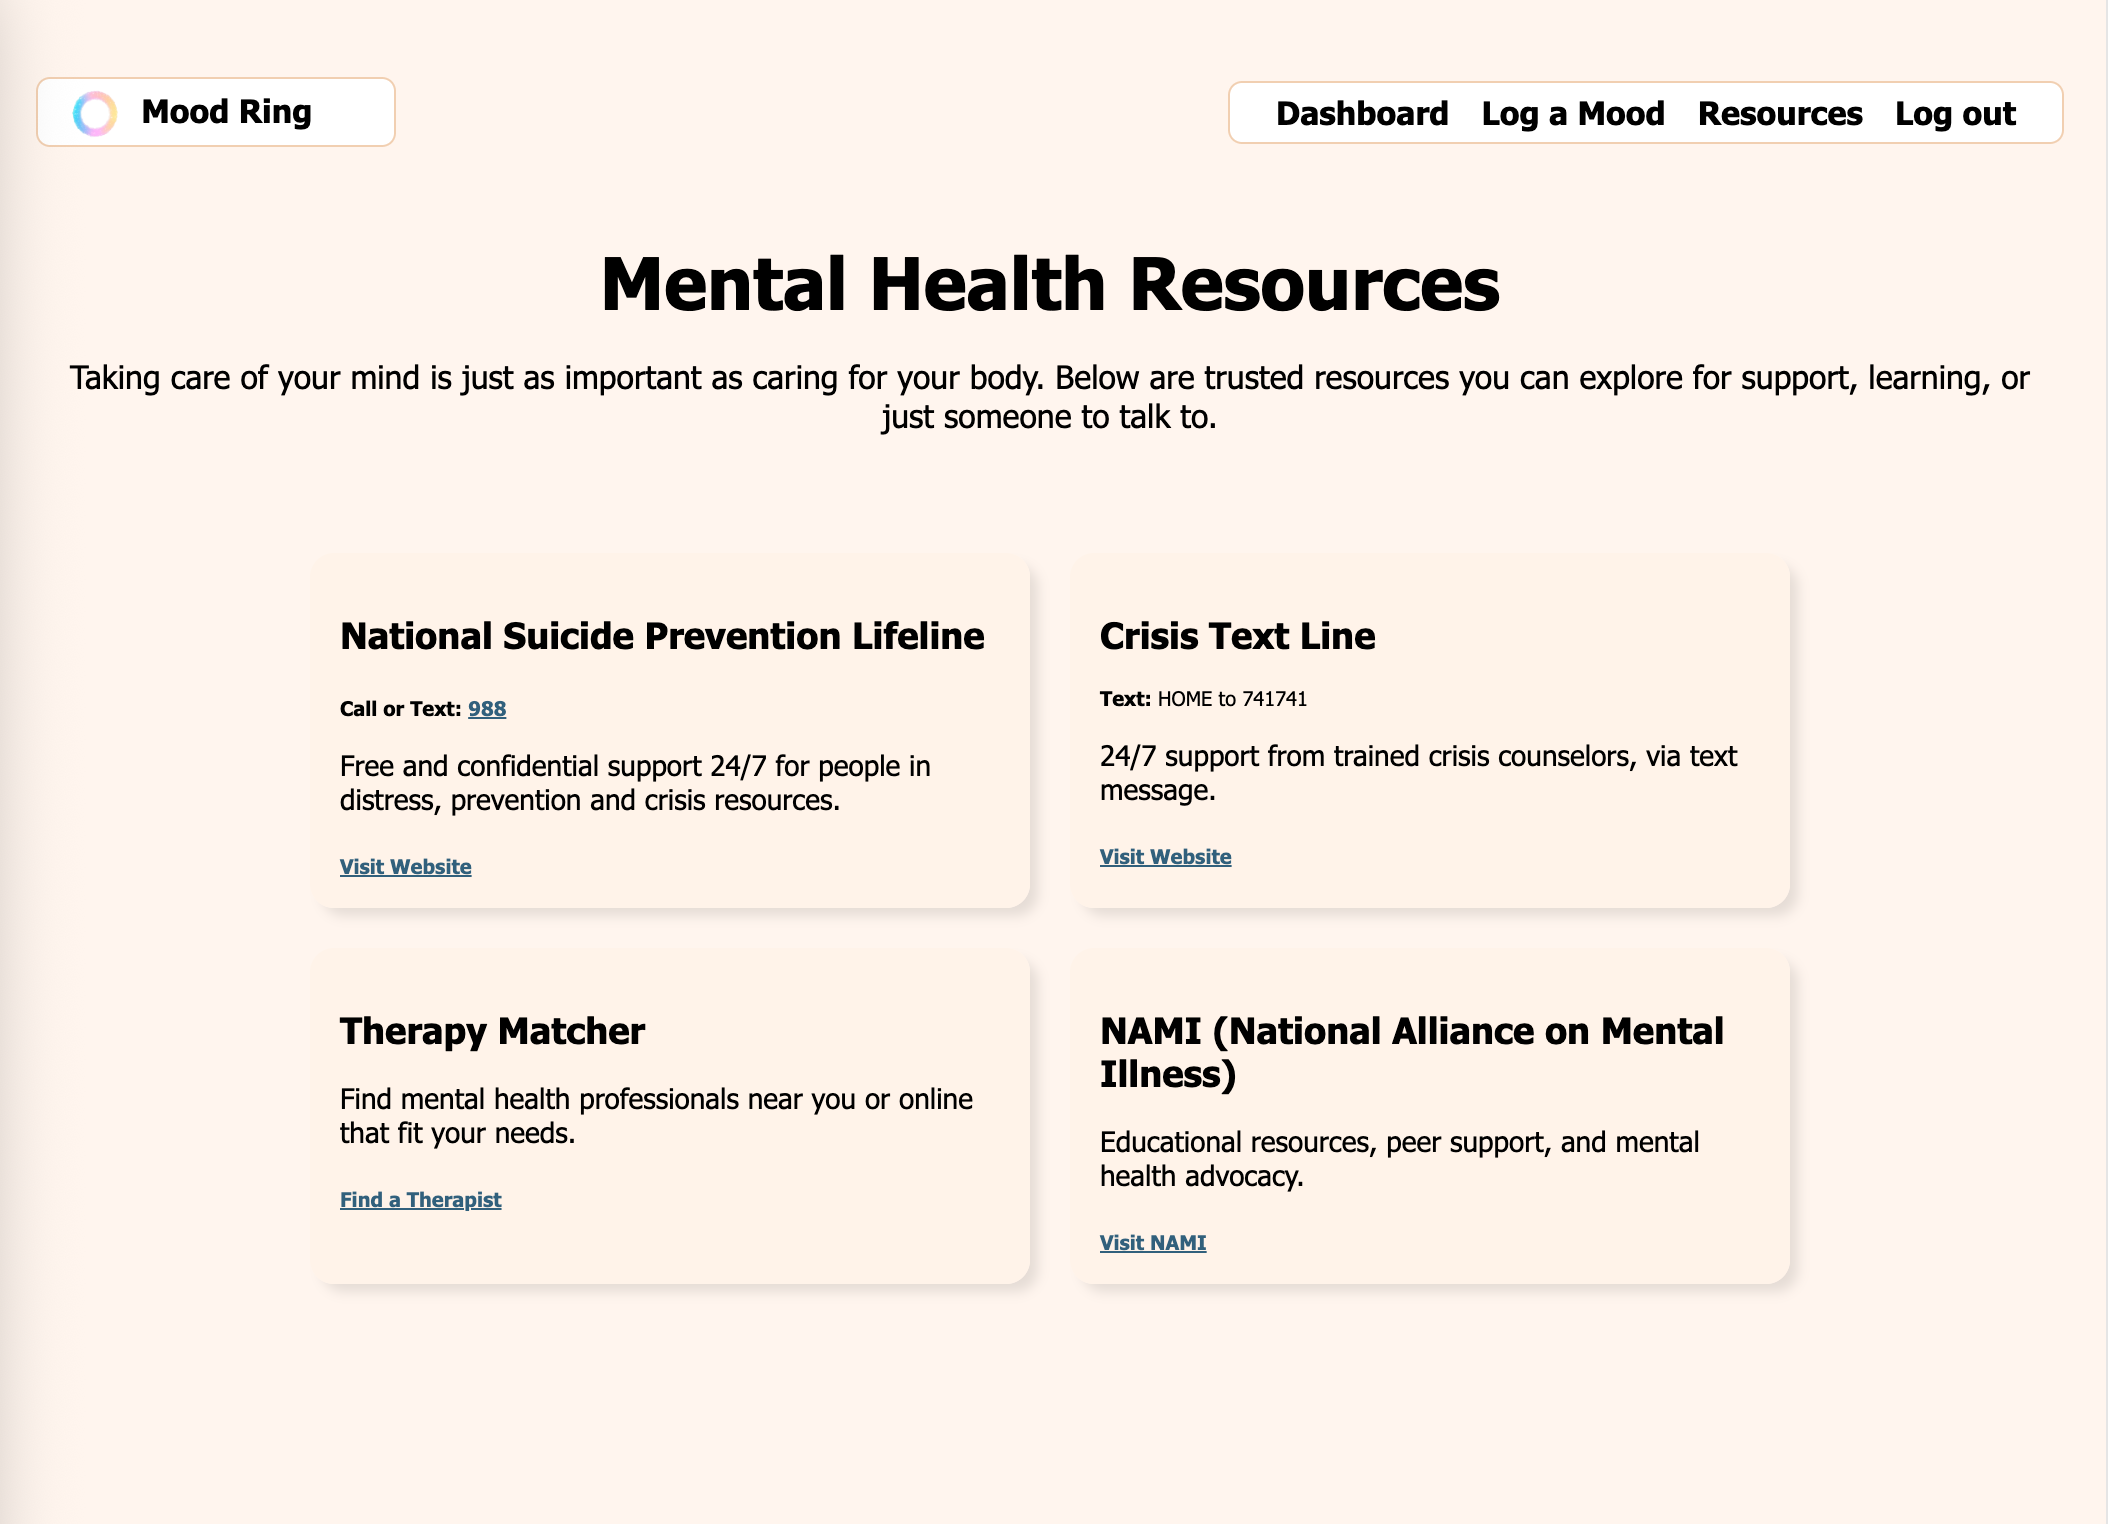 Mood Ring
Dashboard Log a Mood Resources Log out
Mental Health Resources
Taking care of your mind is just as important as caring for your body. Below are trusted resources you can explore for support, learning, or
just someone to talk to.
National Suicide Prevention Lifeline
Call or Text: 988
Free and confidential support 24/7 for people in
distress, prevention and crisis resources.
Visit Website
Crisis Text Line
Text: HOME to 741741
24/7 support from trained crisis counselors, via text
message.
Visit Website
Therapy Matcher
Find mental health professionals near you or online
that fit your needs.
Find a Therapist
NAMI (National Alliance on Mental
Illness)
Educational resources, peer support, and mental
health advocacy.
Visit NAMI